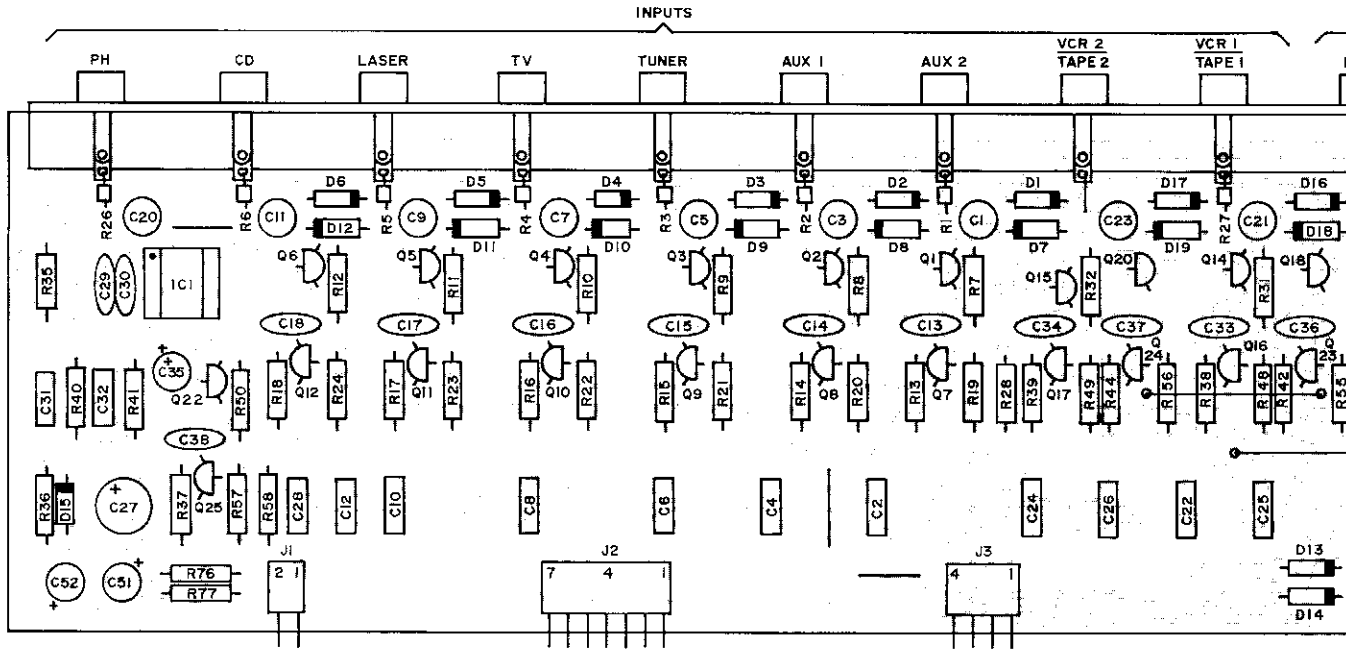 INPUTS
PH CD LASER TV TUNER AUX 1 AUX 2 VCR 2 TAPE 2 VCR 1 TAPE 1
D6 D5 D4 D3 D2 D1 D17 D16
R26 C20 R6 C11 R5 C9 R4 C7 R3 C5 R2 C3 R1 C1 C23 R27 C21
D12 D11 D10 D9 D8 D7 D19 D18
Q6 Q5 Q4 Q3 Q2 Q1 Q15 Q20 Q14 Q18
R35 C29 C30 IC1 R12 R11 R10 R9 R8 R7 R32 R31
C18 C17 C16 C15 C14 C13 C34 C37 C33 C36
C31 R40 C32 R41 C35 Q22 R50 R18 Q12 R24 R17 Q11 R23 R16 Q10 R22 R15 Q9 R21 R14 Q8 R20 R13 Q7 R19 R28 R39 Q17 R49 R44 Q24 R56 R38 Q16 R48 R42 Q23 R55
C38
R36 D15 C27 R37 Q25 R57 R58 C28 C12 C10 C8 C6 C4 C2 C24 C26 C22 C25
J1 J2 J3 D13
C52 C51 R76 2 1 7 4 1 4 1
R77 D14